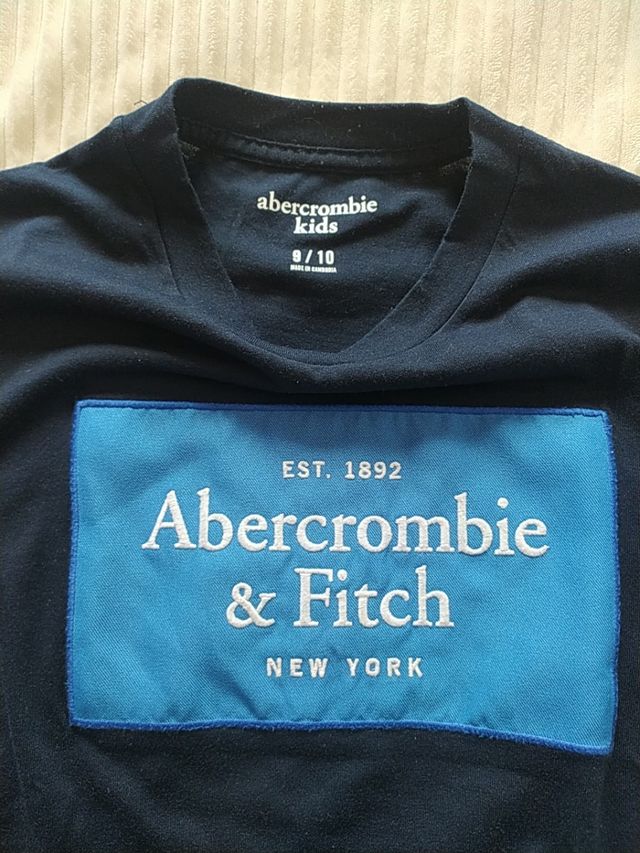 abercrombie
kids
9 / 10
MADE IN CAMBODIA
EST. 1892
Abercrombie
& Fitch
NEW YORK